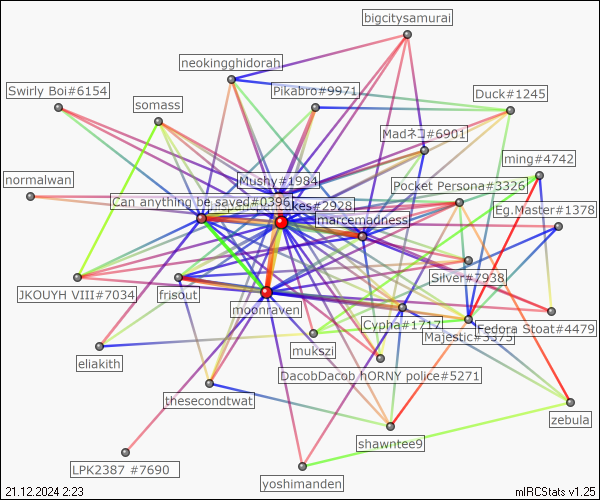 bigcitysamurai
neokingghidorah
Swirly Boi#6154
Pikabro#9971
Duck#1245
somass
Madネコ#6901
ming#4742
normalwan
Mushy#1984
Pocket Persona#3326
Can anything be saved#0396
kes#2928
Eg.Master#1378
marcemadness
Silver#7938
JKOUYH VIII#7034
frisout
moonraven
Cypha#1717
Fedora Stoat#4479
Majestic#3375
eliakith
mukszi
DacobDacob hORNY police#5271
thesecondtwat
zebula
shawntee9
LPK2387 #7690
yoshimanden
21.12.2024 2:23
mIRCStats v1.25